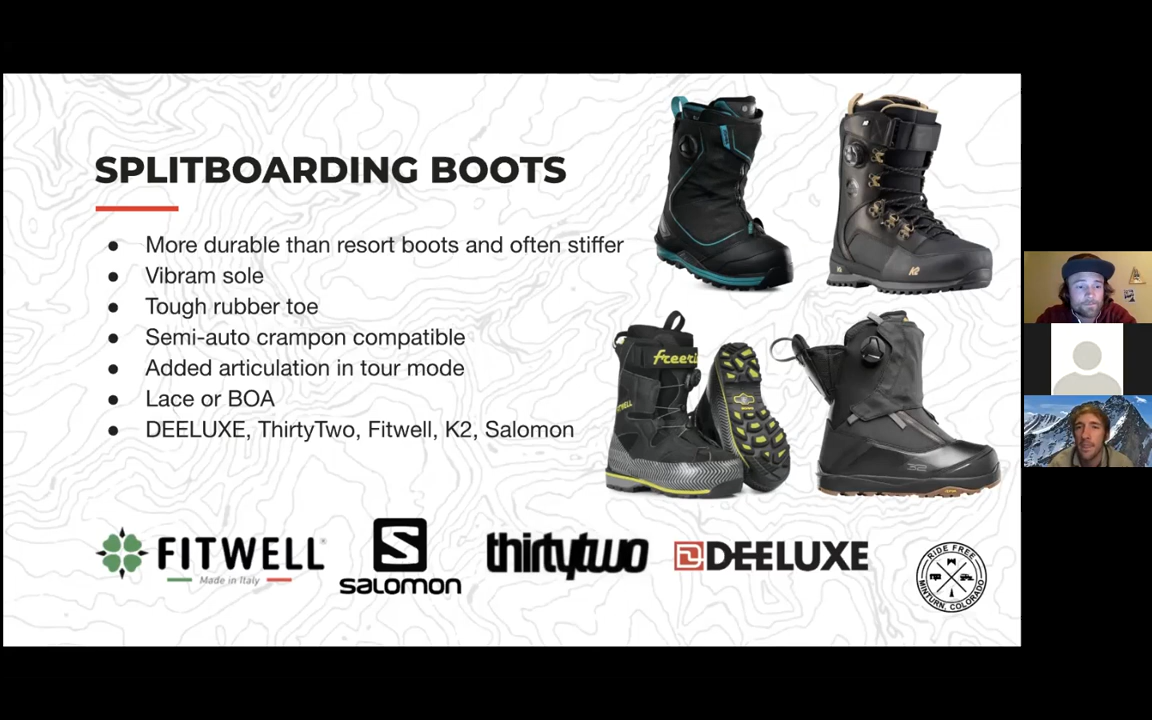 SPLITBOARDING BOOTS
● More durable than resort boots and often stiffer
● Vibram sole
● Tough rubber toe
● Semi-auto crampon compatible
● Added articulation in tour mode
● Lace or BOA
● DEELUXE, ThirtyTwo, Fitwell, K2, Salomon
K2
freeri
FITWELL
32
FITWELL®
Made in Italy
S
SALOMON
thirtytwo
DEELUXE
RIDE FREE
MINTURN, COLORADO